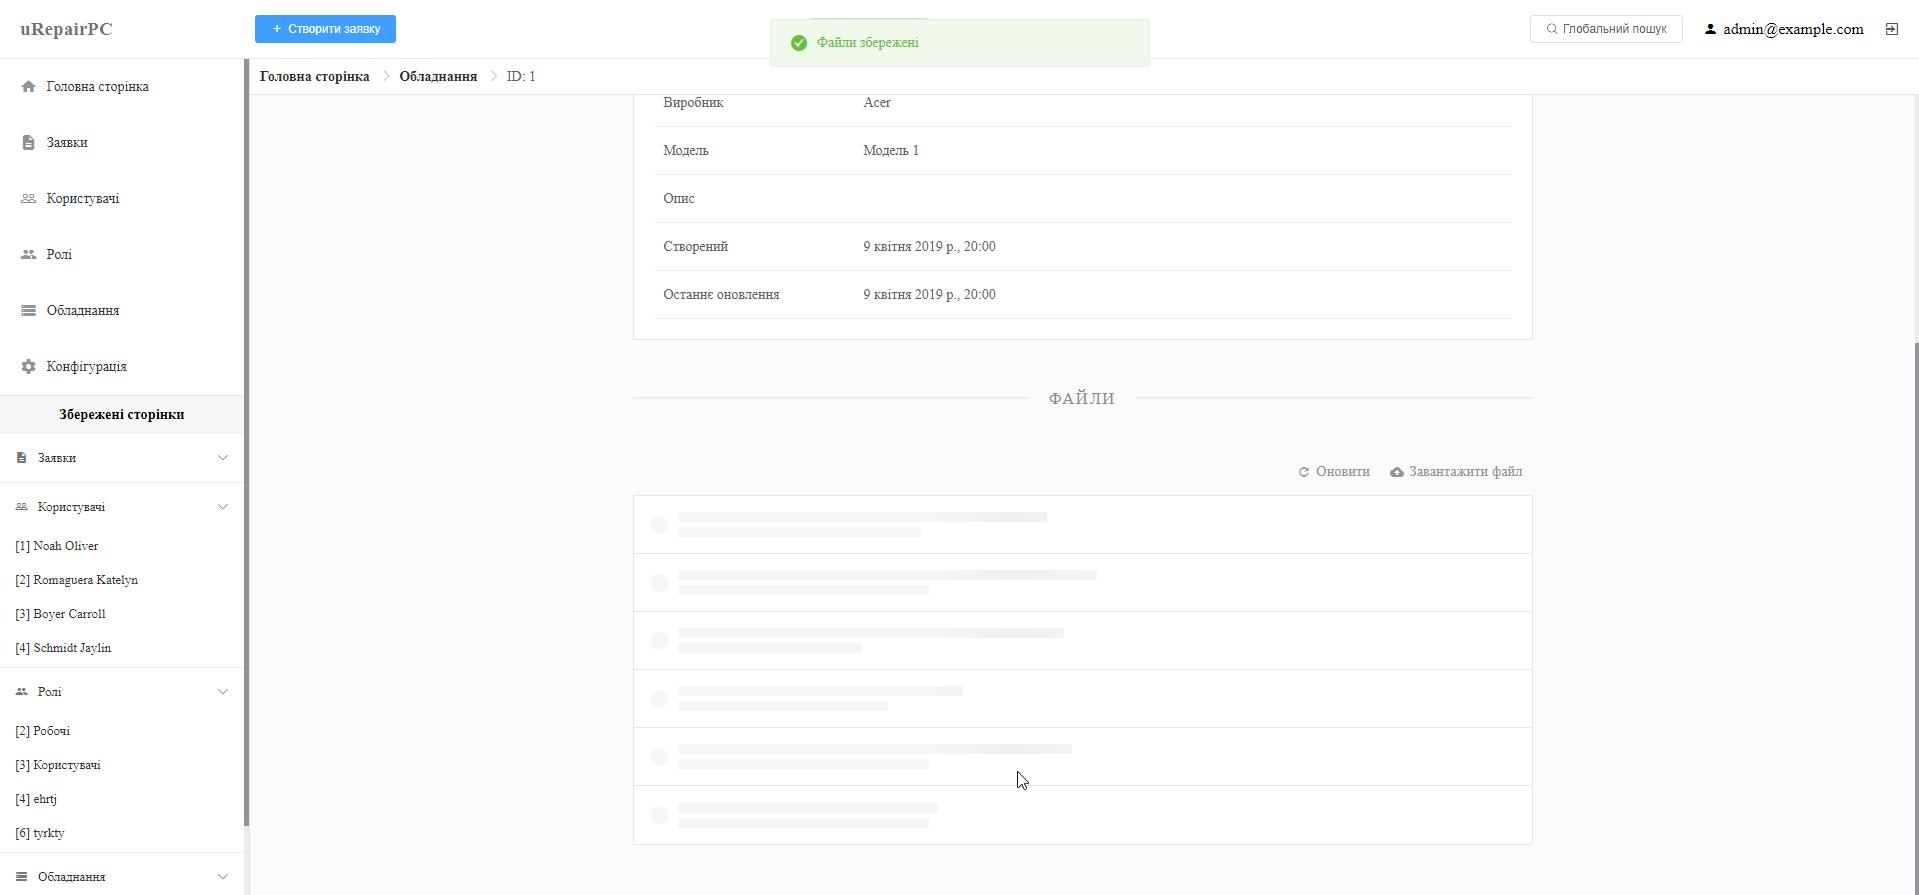 uRepairPC
+ Створити заявку
Файли збережені
Глобальний пошук
admin@example.com
Головна сторінка
Заявки
Користувачі
Ролі
Обладнання
Конфігурація
Збережені сторінки
Заявки
Користувачі
[1] Noah Oliver
[2] Romaguera Katelyn
[3] Boyer Carroll
[4] Schmidt Jaylin
Ролі
[2] Робочі
[3] Користувачі
[4] ehrtj
[6] tyrkty
Обладнання
Головна сторінка > Обладнання > ID: 1
Виробник Acer
Модель Модель 1
Опис
Створений 9 квітня 2019 р., 20:00
Останнє оновлення 9 квітня 2019 р., 20:00
ФАЙЛИ
Оновити Завантажити файл